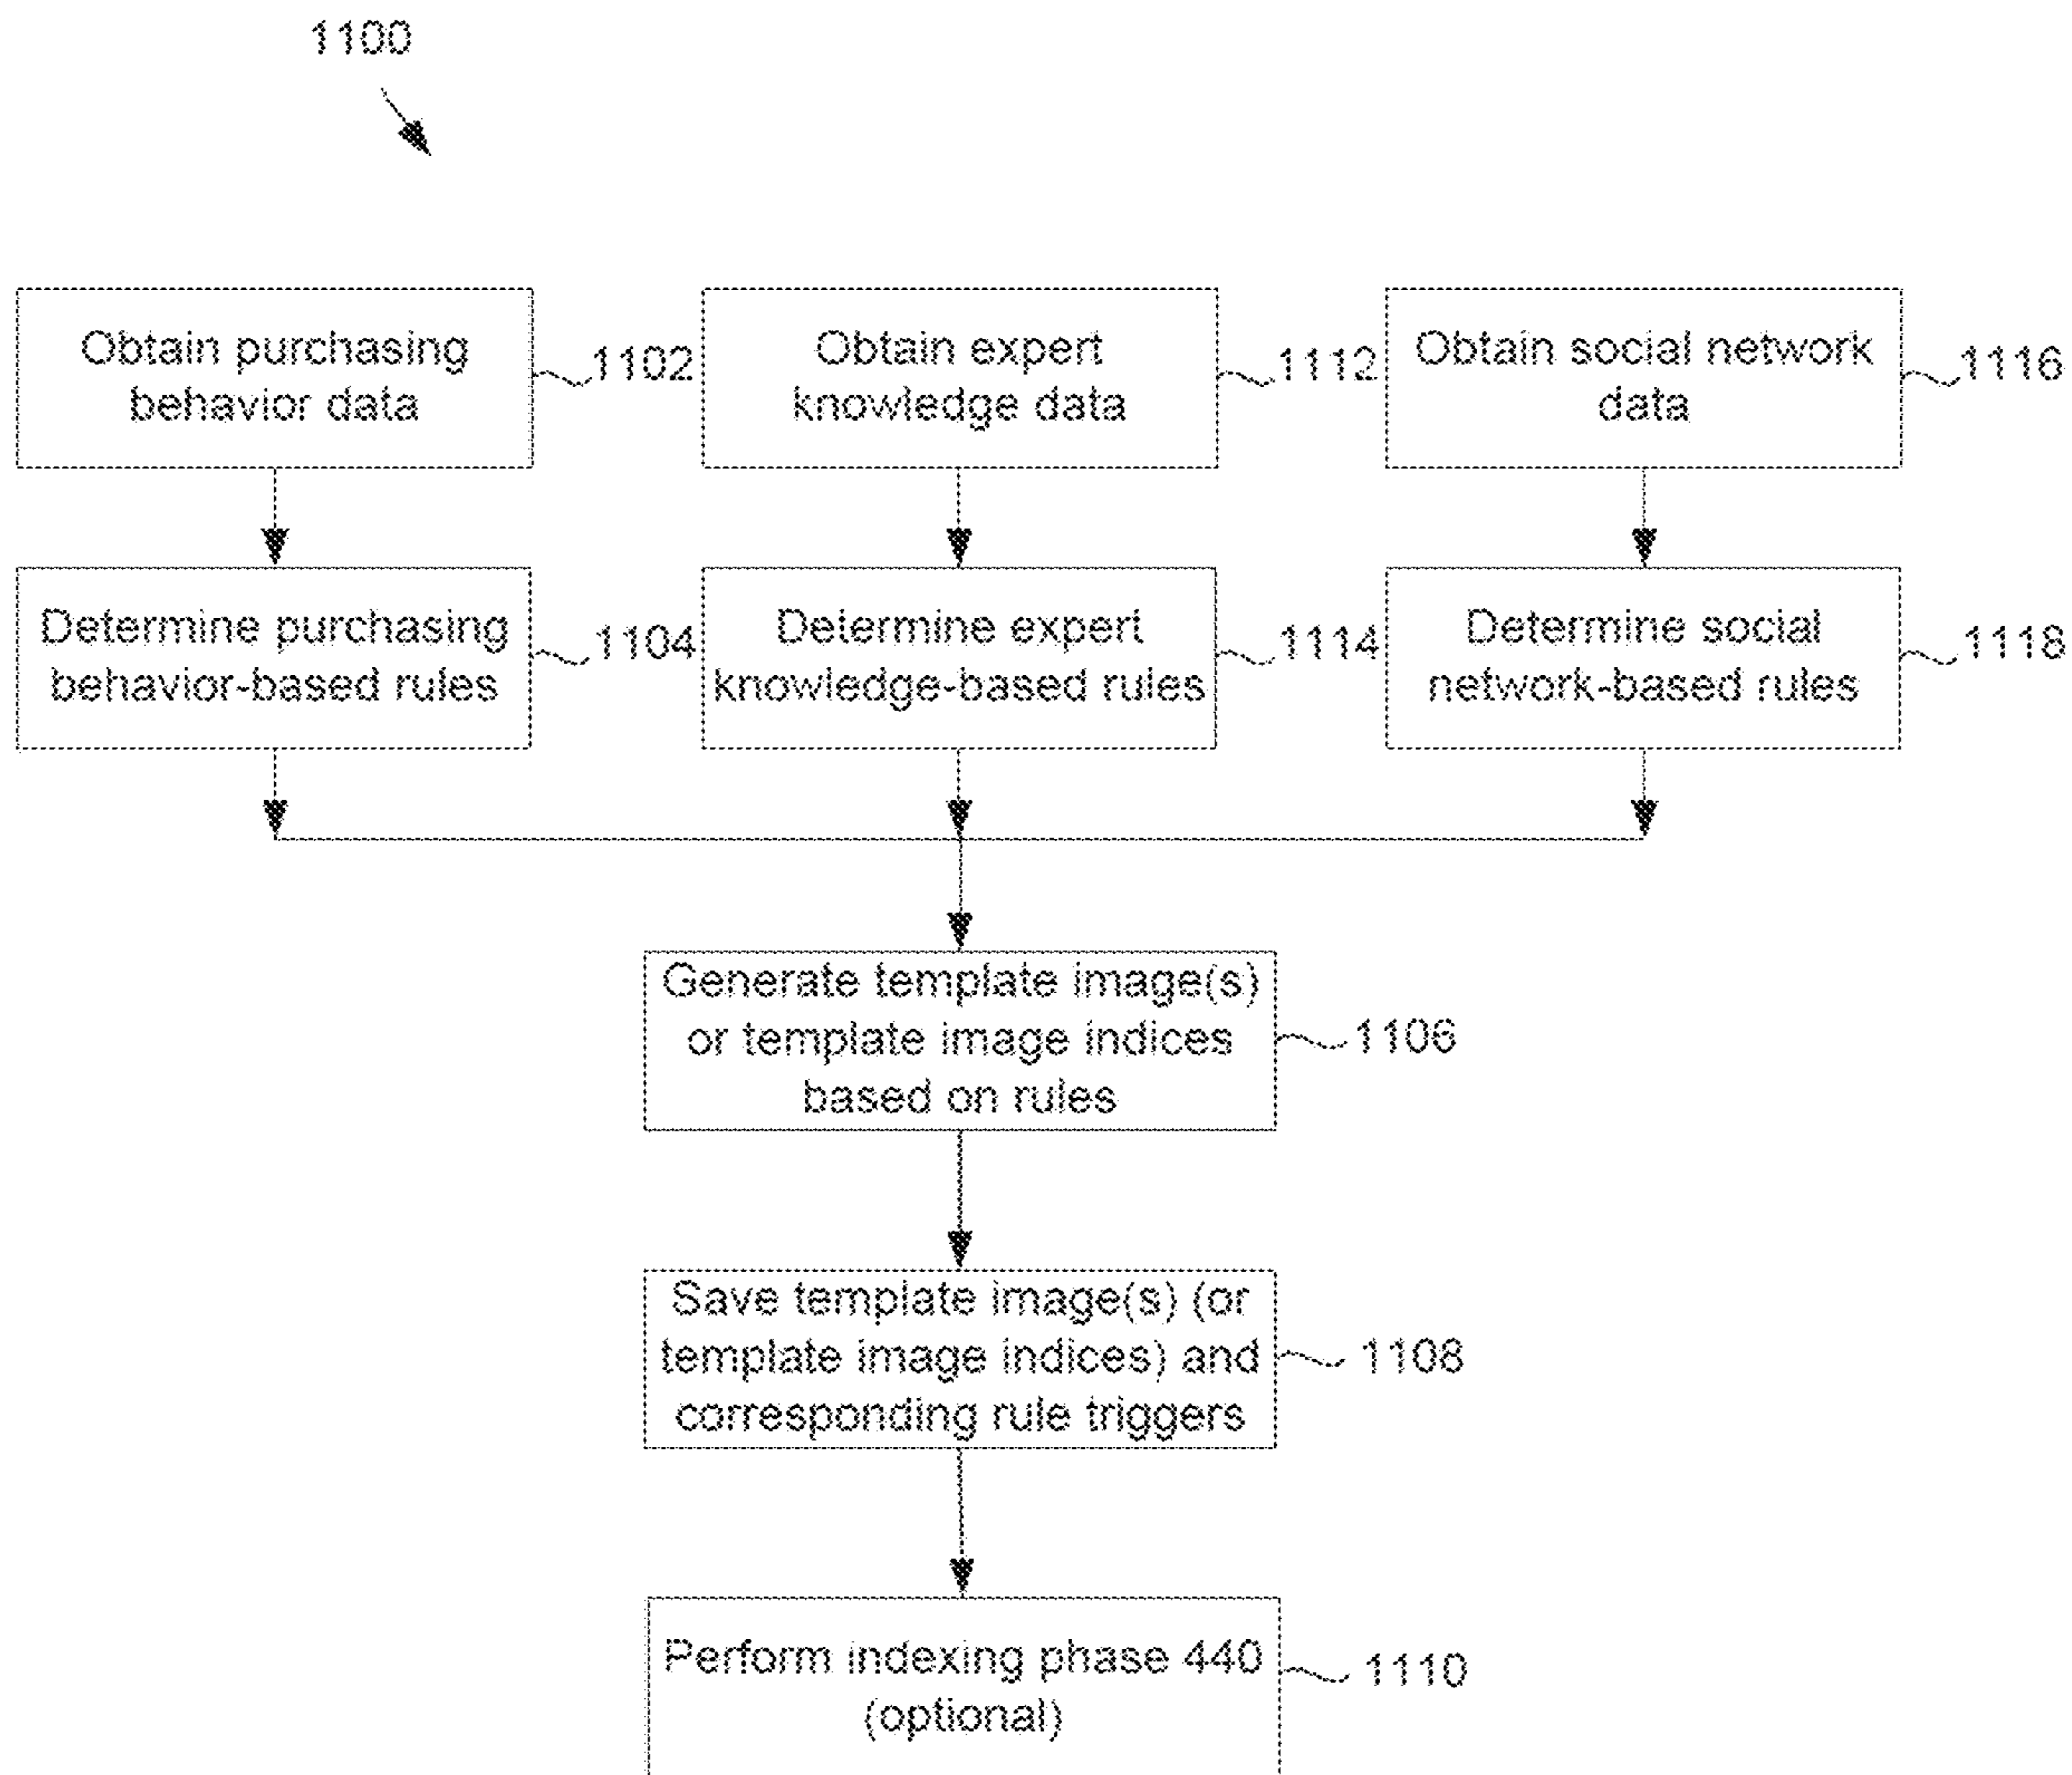 1100
Obtain purchasing
behavior data
1102
Obtain expert
knowledge data
1112
Obtain social network
data
1116
Determine purchasing
behavior-based rules
1104
Determine expert
knowledge-based rules
1114
Determine social
network-based rules
1118
Generate template image(s)
or template image indices
based on rules
1106
Save template image(s) (or
template image indices) and
corresponding rule triggers
1108
Perform indexing phase 440
(optional)
1110